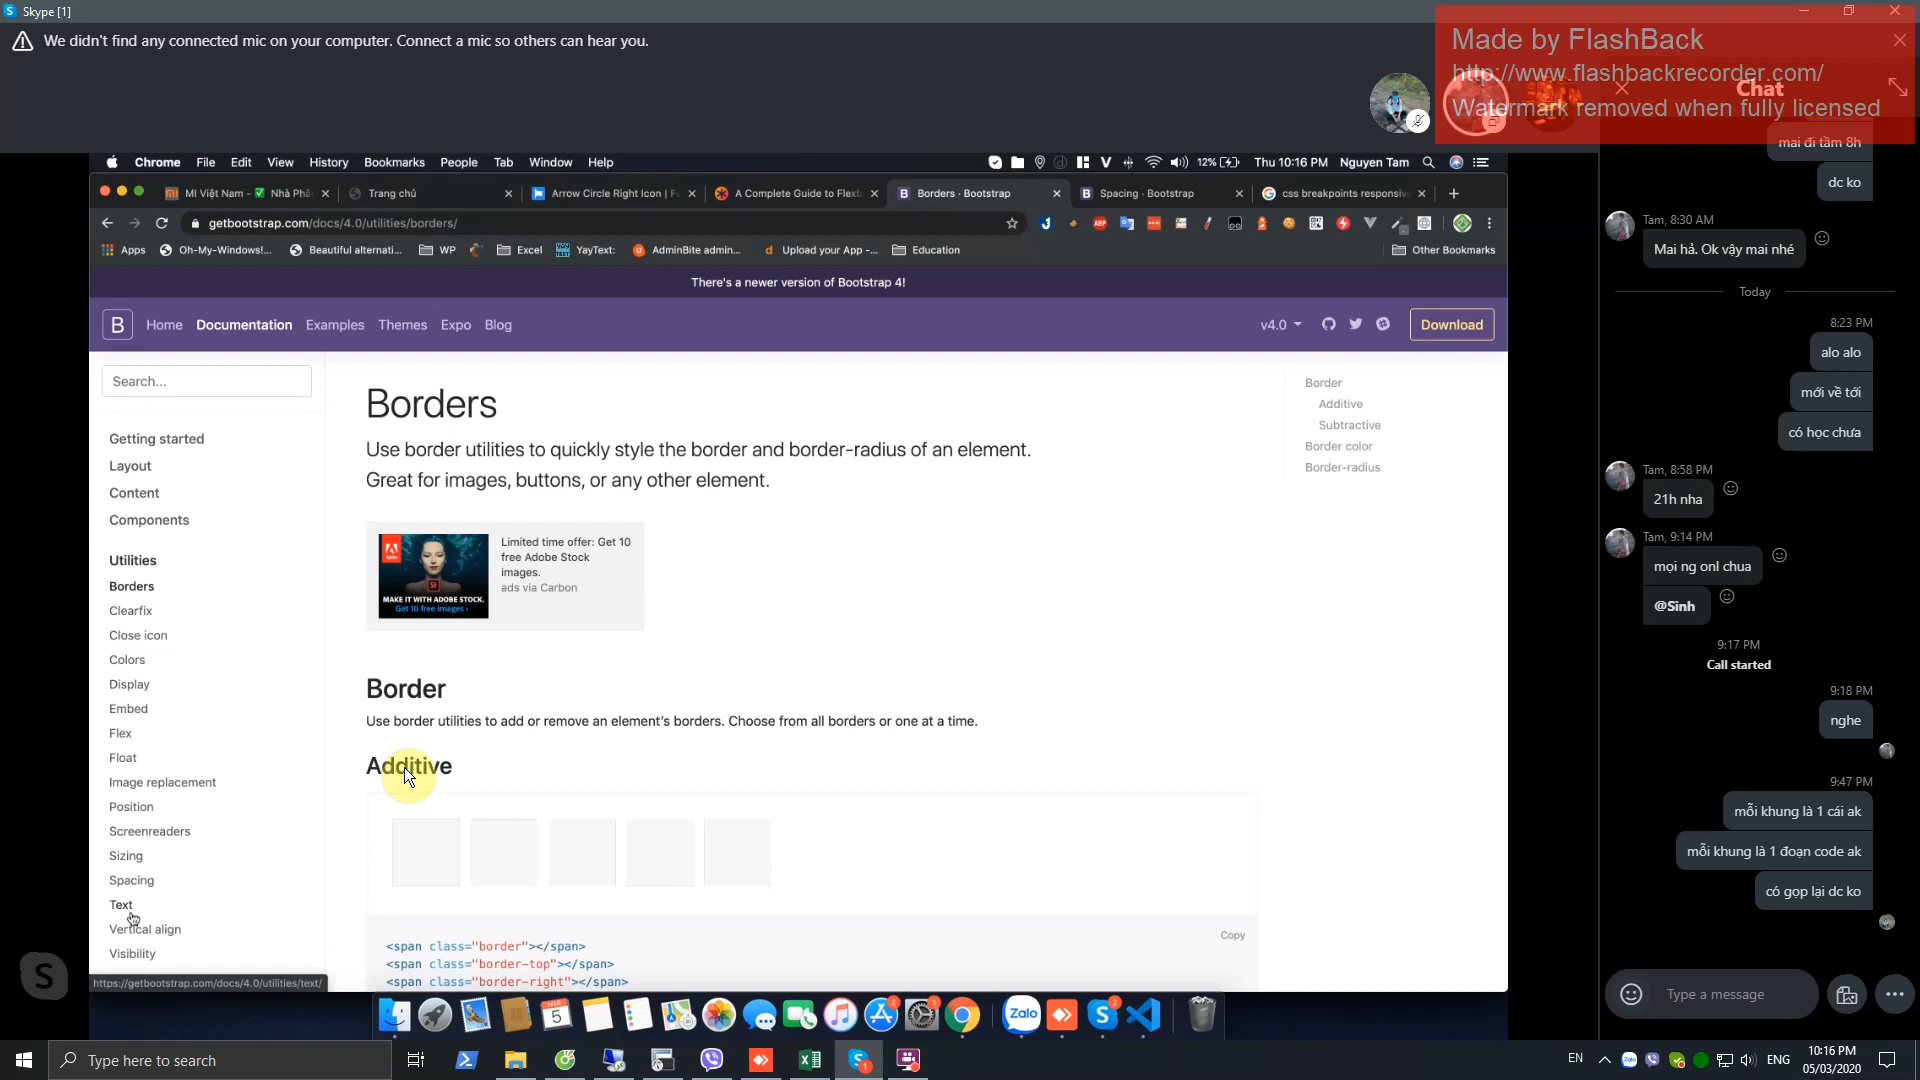 Skype [1]
We didn't find any connected mic on your computer. Connect a mic so others can hear you.
Made by FlashBack
http://www.flashbackrecorder.com/
Watermark removed when fully licensed
Chat
Chrome File Edit View History Bookmarks People Tab Window Help
12% Thu 10:16 PM Nguyen Tam
MI Việt Nam - ✅ Nhà Phâ
Trang chủ
Arrow Circle Right Icon | Fo
A Complete Guide to Flexb
Borders · Bootstrap
Spacing · Bootstrap
css breakpoints responsive
getbootstrap.com/docs/4.0/utilities/borders/
Apps Oh-My-Windows!... Beautiful alternati... WP Excel YayText: AdminBite admin... Upload your App -... Education Other Bookmarks
There's a newer version of Bootstrap 4!
B Home Documentation Examples Themes Expo Blog v4.0 Download
Search...
Getting started
Layout
Content
Components
Utilities
Borders
Clearfix
Close icon
Colors
Display
Embed
Flex
Float
Image replacement
Position
Screenreaders
Sizing
Spacing
Text
Vertical align
Visibility
https://getbootstrap.com/docs/4.0/utilities/text/
Borders
Use border utilities to quickly style the border and border-radius of an element.
Great for images, buttons, or any other element.
MAKE IT WITH ADOBE STOCK.
Get 10 free images ›
Limited time offer: Get 10
free Adobe Stock
images.
ads via Carbon
Border
Use border utilities to add or remove an element's borders. Choose from all borders or one at a time.
Additive
Copy
<span class="border"></span>
<span class="border-top"></span>
<span class="border-right"></span>
Border
Additive
Subtractive
Border color
Border-radius
mai đi tầm 8h
dc ko
Tam, 8:30 AM
Mai hả. Ok vậy mai nhé
Today
8:23 PM
alo alo
mới về tới
có học chưa
Tam, 8:58 PM
21h nha
Tam, 9:14 PM
mọi ng onl chua
@Sinh
9:17 PM
Call started
9:18 PM
nghe
9:47 PM
mỗi khung là 1 cái ak
mỗi khung là 1 đoạn code ak
có gọp lại dc ko
Type a message
Zalo
Type here to search
EN
ENG
10:16 PM
05/03/2020